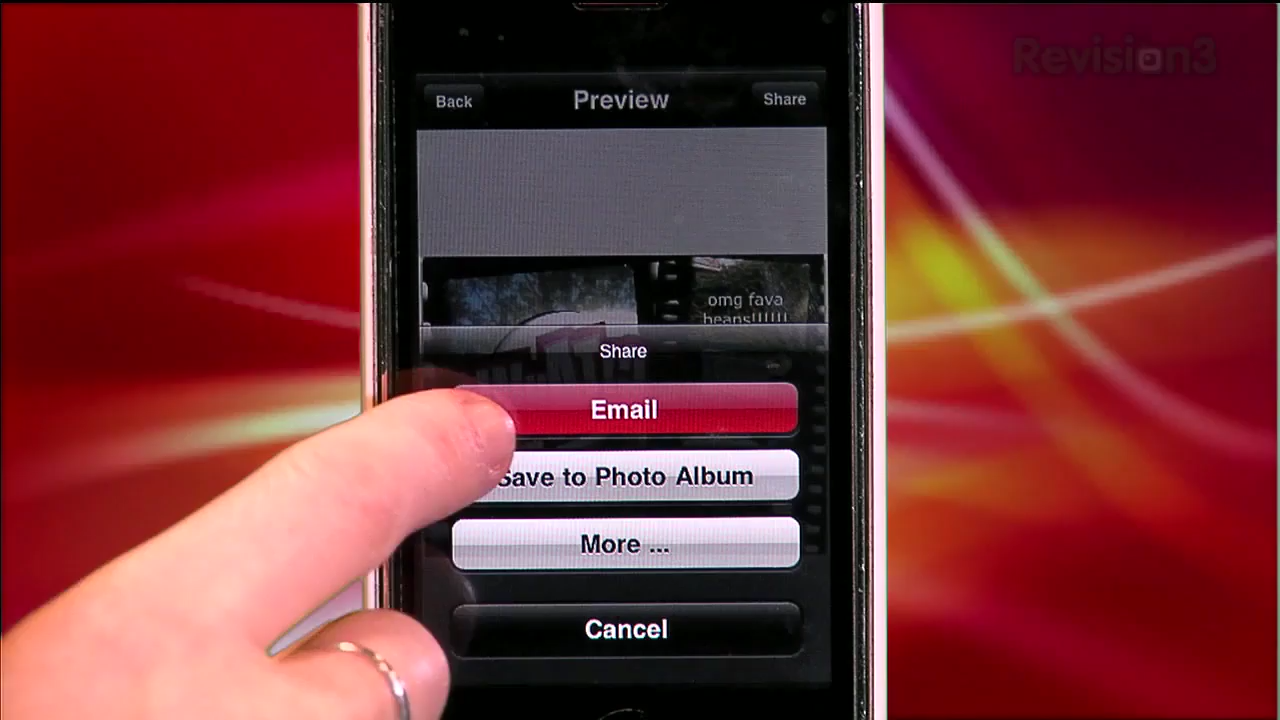 Revision3
Back
Preview
Share
omg fava
beans!!!!!!
Share
Email
Save to Photo Album
More ...
Cancel